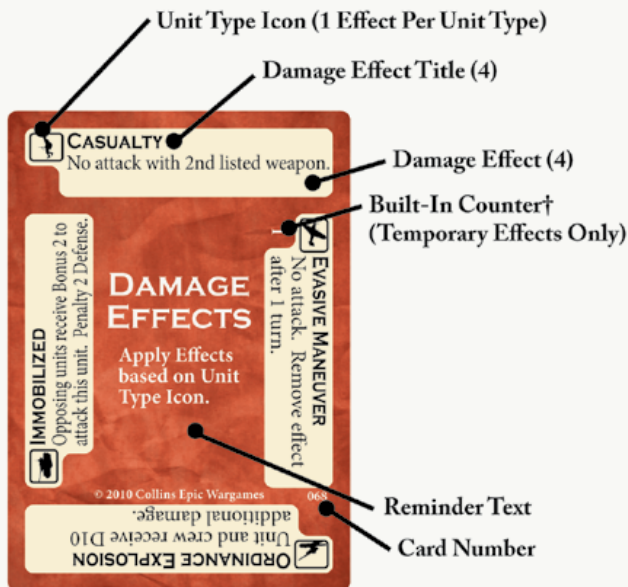 Unit Type Icon (1 Effect Per Unit Type)
Damage Effect Title (4)
CASUALTY
No attack with 2nd listed weapon.
Damage Effect (4)
Built-In Counter†
(Temporary Effects Only)
1
EVASIVE MANEUVER
No attack. Remove effect
after 1 turn.
IMMOBILIZED
Opposing units receive Bonus 2 to
attack this unit. Penalty 2 Defense.
DAMAGE
EFFECTS
Apply Effects
based on Unit
Type Icon.
© 2010 Collins Epic Wargames
068
Reminder Text
Card Number
ORDINANCE EXPLOSION
Unit and crew receive D10
additional damage.